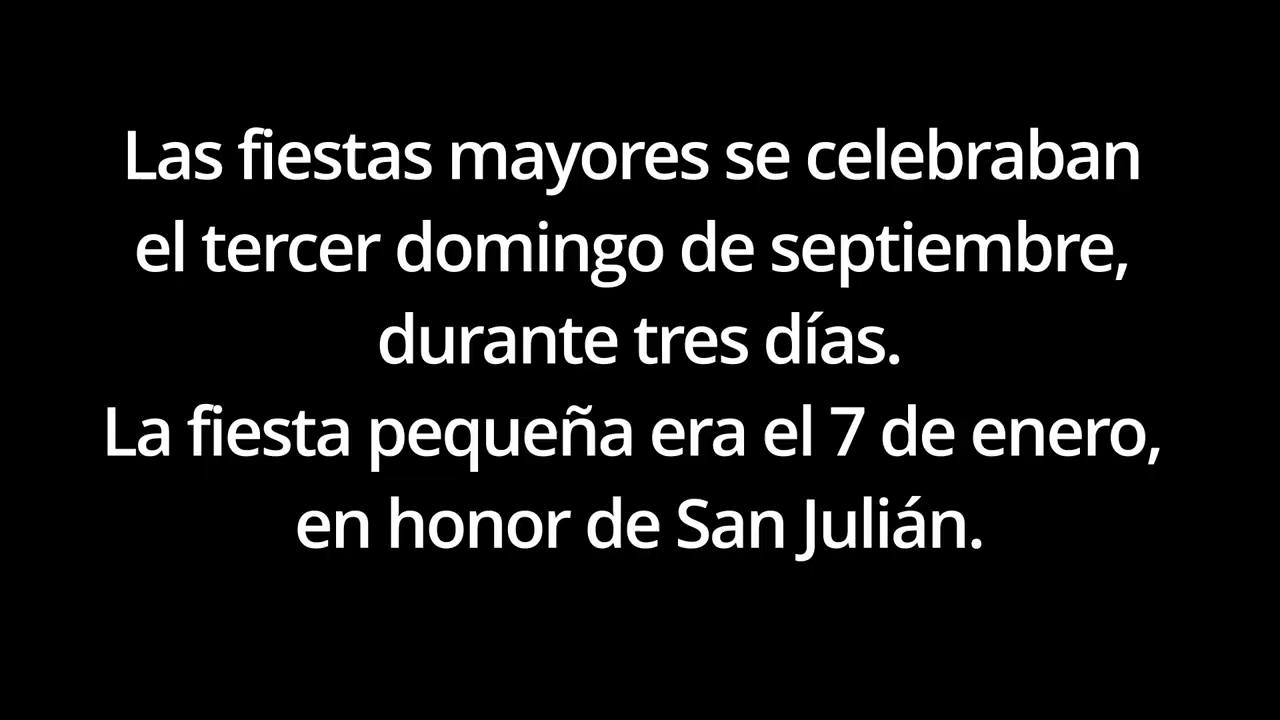 Las fiestas mayores se celebraban
el tercer domingo de septiembre,
durante tres días.
La fiesta pequeña era el 7 de enero,
en honor de San Julián.